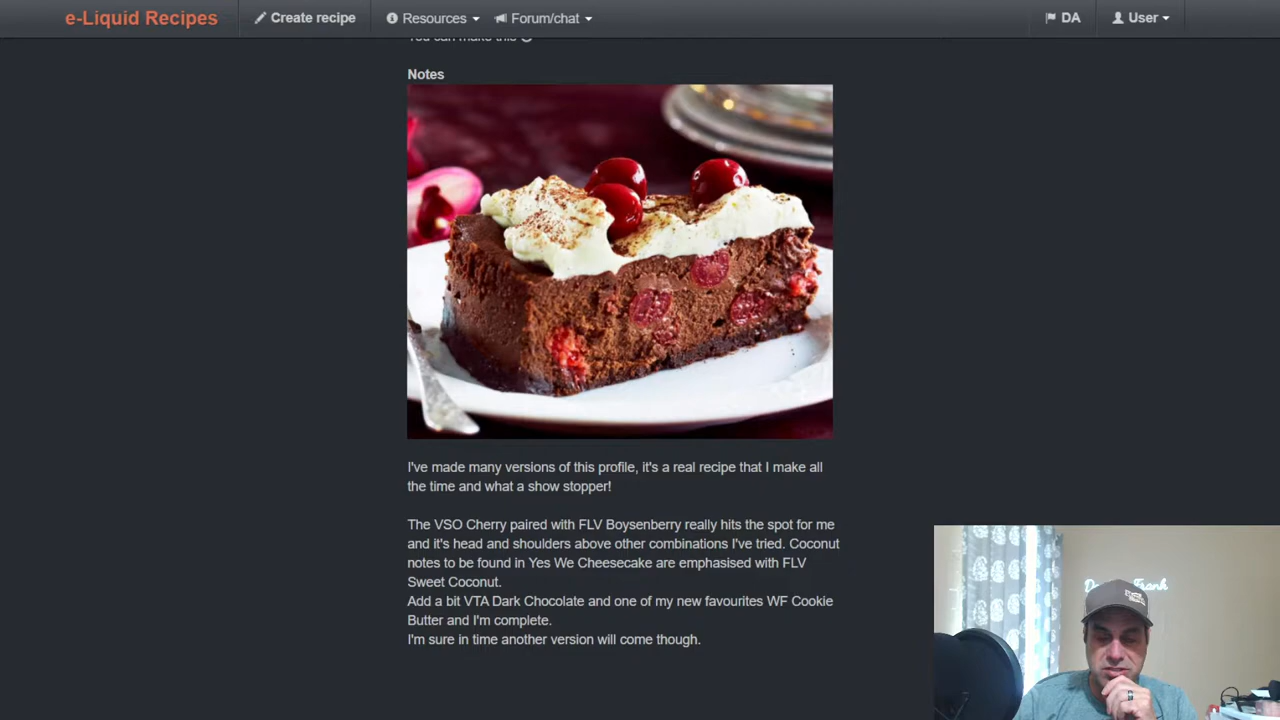 e-Liquid Recipes Create recipe Resources Forum/chat DA User
You can make this
Notes
I've made many versions of this profile, it's a real recipe that I make all
the time and what a show stopper!
The VSO Cherry paired with FLV Boysenberry really hits the spot for me
and it's head and shoulders above other combinations I've tried. Coconut
notes to be found in Yes We Cheesecake are emphasised with FLV
Sweet Coconut.
Add a bit VTA Dark Chocolate and one of my new favourites WF Cookie
Butter and I'm complete.
I'm sure in time another version will come though.